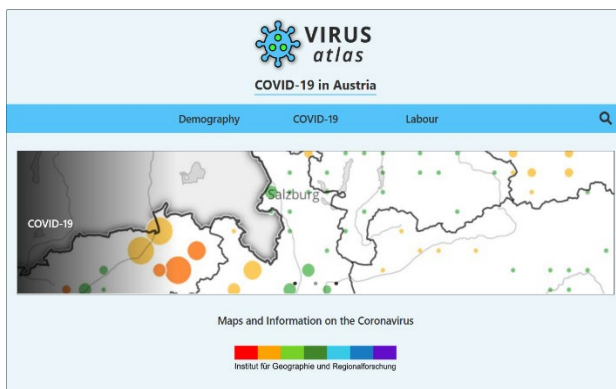 VIRUS
atlas
COVID-19 in Austria
Demography COVID-19 Labour
Salzburg
COVID-19
Maps and Information on the Coronavirus
Institut für Geographie und Regionalforschung